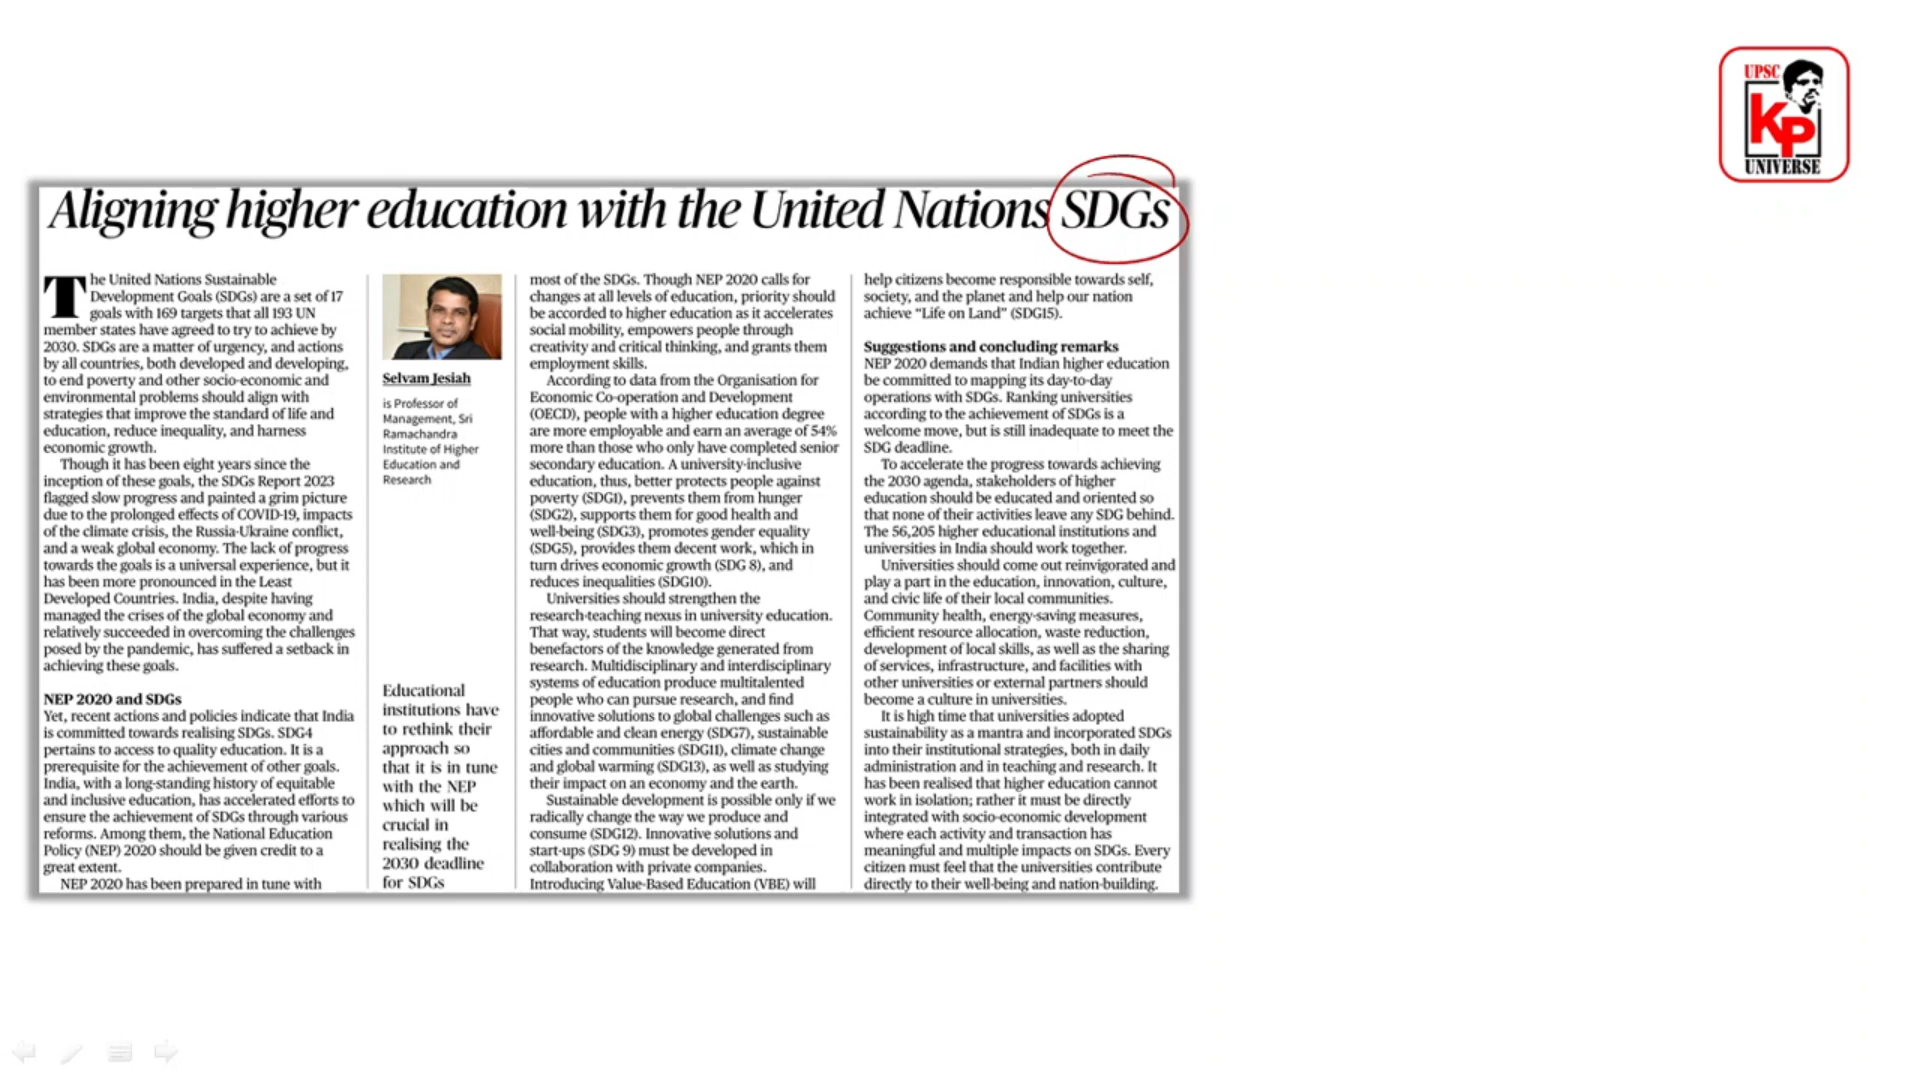 UPSC
KP
UNIVERSE
Aligning higher education with the United Nations SDGs
The United Nations Sustainable
Development Goals (SDGs) are a set of 17
goals with 169 targets that all 193 UN
member states have agreed to try to achieve by
2030. SDGs are a matter of urgency, and actions
by all countries, both developed and developing,
to end poverty and other socio-economic and
environmental problems should align with
strategies that improve the standard of life and
education, reduce inequality, and harness
economic growth.
Though it has been eight years since the
inception of these goals, the SDGs Report 2023
flagged slow progress and painted a grim picture
due to the prolonged effects of COVID-19, impacts
of the climate crisis, the Russia-Ukraine conflict,
and a weak global economy. The lack of progress
towards the goals is a universal experience, but it
has been more pronounced in the Least
Developed Countries. India, despite having
managed the crises of the global economy and
relatively succeeded in overcoming the challenges
posed by the pandemic, has suffered a setback in
achieving these goals.
NEP 2020 and SDGs
Yet, recent actions and policies indicate that India
is committed towards realising SDGs. SDG4
pertains to access to quality education. It is a
prerequisite for the achievement of other goals.
India, with a long-standing history of equitable
and inclusive education, has accelerated efforts to
ensure the achievement of SDGs through various
reforms. Among them, the National Education
Policy (NEP) 2020 should be given credit to a
great extent.
NEP 2020 has been prepared in tune with
Selvam Jesiah
is Professor of
Management, Sri
Ramachandra
Institute of Higher
Education and
Research
Educational
institutions have
to rethink their
approach so
that it is in tune
with the NEP
which will be
crucial in
realising the
2030 deadline
for SDGs
most of the SDGs. Though NEP 2020 calls for
changes at all levels of education, priority should
be accorded to higher education as it accelerates
social mobility, empowers people through
creativity and critical thinking, and grants them
employment skills.
According to data from the Organisation for
Economic Co-operation and Development
(OECD), people with a higher education degree
are more employable and earn an average of 54%
more than those who only have completed senior
secondary education. A university-inclusive
education, thus, better protects people against
poverty (SDG1), prevents them from hunger
(SDG2), supports them for good health and
well-being (SDG3), promotes gender equality
(SDG5), provides them decent work, which in
turn drives economic growth (SDG 8), and
reduces inequalities (SDG10).
Universities should strengthen the
research-teaching nexus in university education.
That way, students will become direct
benefactors of the knowledge generated from
research. Multidisciplinary and interdisciplinary
systems of education produce multitalented
people who can pursue research, and find
innovative solutions to global challenges such as
affordable and clean energy (SDG7), sustainable
cities and communities (SDG11), climate change
and global warming (SDG13), as well as studying
their impact on an economy and the earth.
Sustainable development is possible only if we
radically change the way we produce and
consume (SDG12). Innovative solutions and
start-ups (SDG 9) must be developed in
collaboration with private companies.
Introducing Value-Based Education (VBE) will
help citizens become responsible towards self,
society, and the planet and help our nation
achieve “Life on Land” (SDG15).
Suggestions and concluding remarks
NEP 2020 demands that Indian higher education
be committed to mapping its day-to-day
operations with SDGs. Ranking universities
according to the achievement of SDGs is a
welcome move, but is still inadequate to meet the
SDG deadline.
To accelerate the progress towards achieving
the 2030 agenda, stakeholders of higher
education should be educated and oriented so
that none of their activities leave any SDG behind.
The 56,205 higher educational institutions and
universities in India should work together.
Universities should come out reinvigorated and
play a part in the education, innovation, culture,
and civic life of their local communities.
Community health, energy-saving measures,
efficient resource allocation, waste reduction,
development of local skills, as well as the sharing
of services, infrastructure, and facilities with
other universities or external partners should
become a culture in universities.
It is high time that universities adopted
sustainability as a mantra and incorporated SDGs
into their institutional strategies, both in daily
administration and in teaching and research. It
has been realised that higher education cannot
work in isolation; rather it must be directly
integrated with socio-economic development
where each activity and transaction has
meaningful and multiple impacts on SDGs. Every
citizen must feel that the universities contribute
directly to their well-being and nation-building.